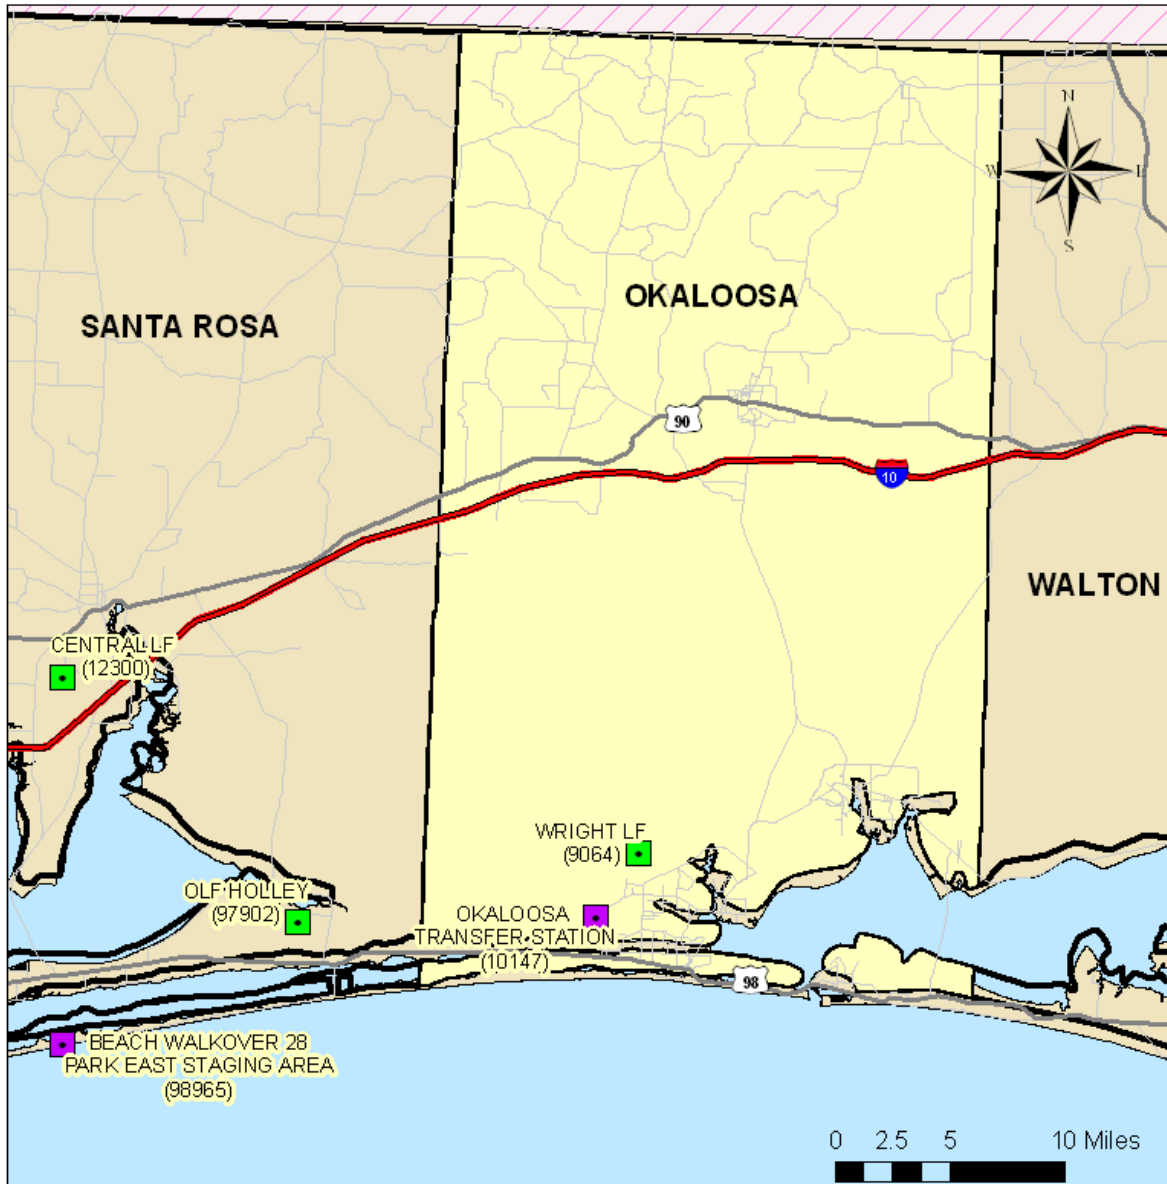 N
W E
S
OKALOOSA
SANTA ROSA
90
10
WALTON
CENTRAL LF
(12300)
WRIGHT LF
(9064)
OLF HOLLEY
(97902)
OKALOOSA
TRANSFER STATION
(10147)
98
BEACH WALKOVER 28
PARK EAST STAGING AREA
(98965)
0 2.5 5 10 Miles